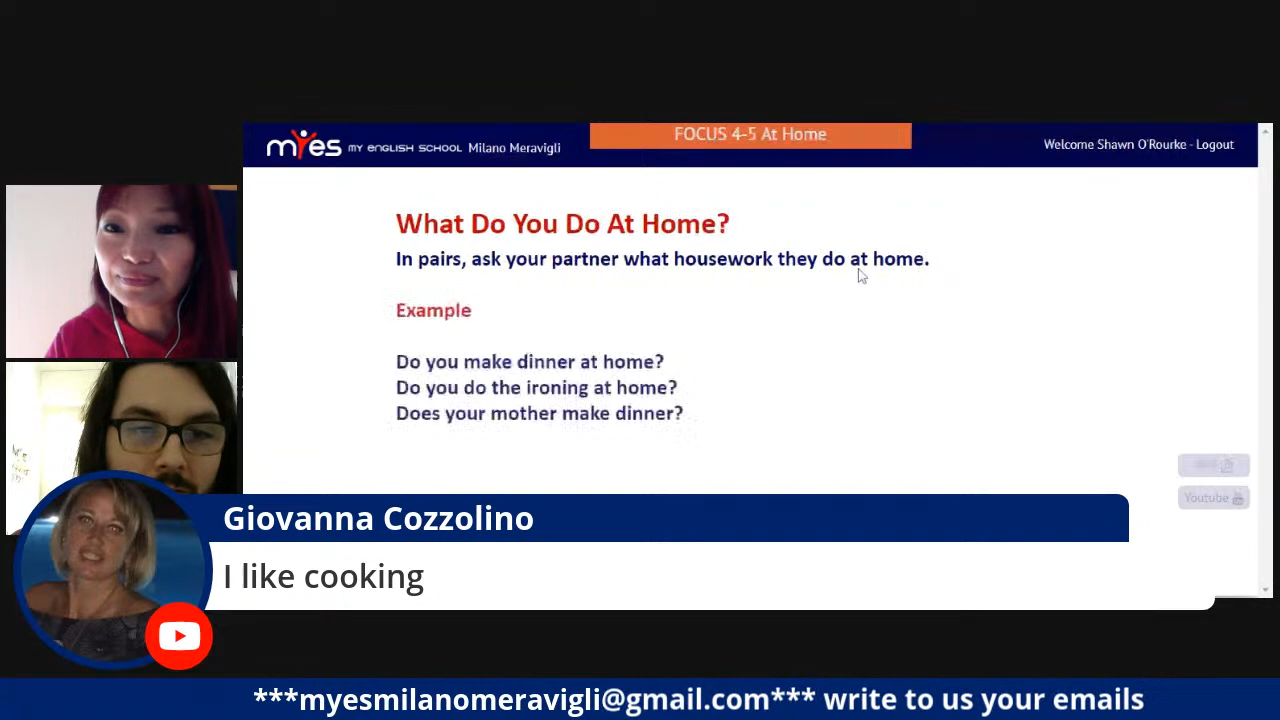 FOCUS 4-5 At Home
myes MY ENGLISH SCHOOL Milano Meravigli
Welcome Shawn O'Rourke - Logout
What Do You Do At Home?
In pairs, ask your partner what housework they do at home.
Example
Do you make dinner at home?
Do you do the ironing at home?
Does your mother make dinner?
Youtube
Giovanna Cozzolino
I like cooking
***myesmilanomeravigli@gmail.com*** write to us your emails